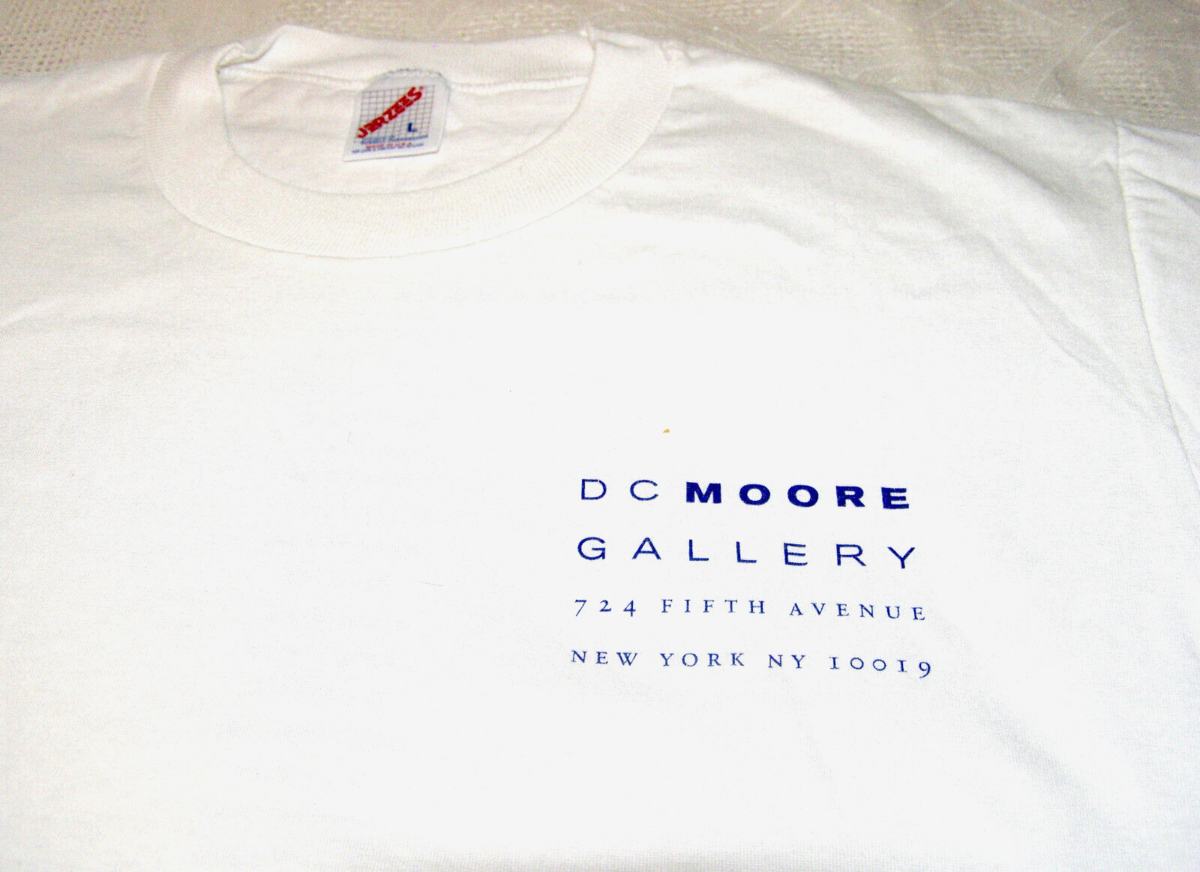 JERZEES
L
DC MOORE
GALLERY
724 FIFTH AVENUE
NEW YORK NY 10019